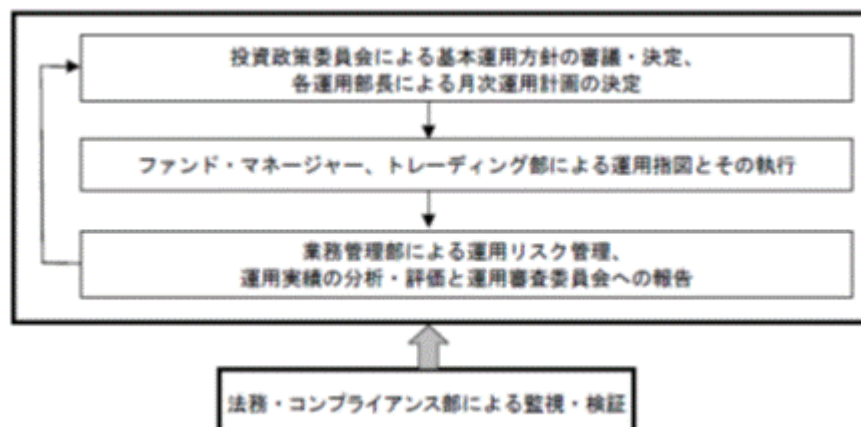 投資政策委員会による基本運用方針の審議・決定、
各運用部長による月次運用計画の決定
ファンド・マネージャー、トレーディング部による運用指図とその執行
業務管理部による運用リスク管理、
運用実績の分析・評価と運用審査委員会への報告
法務・コンプライアンス部による監視・検証